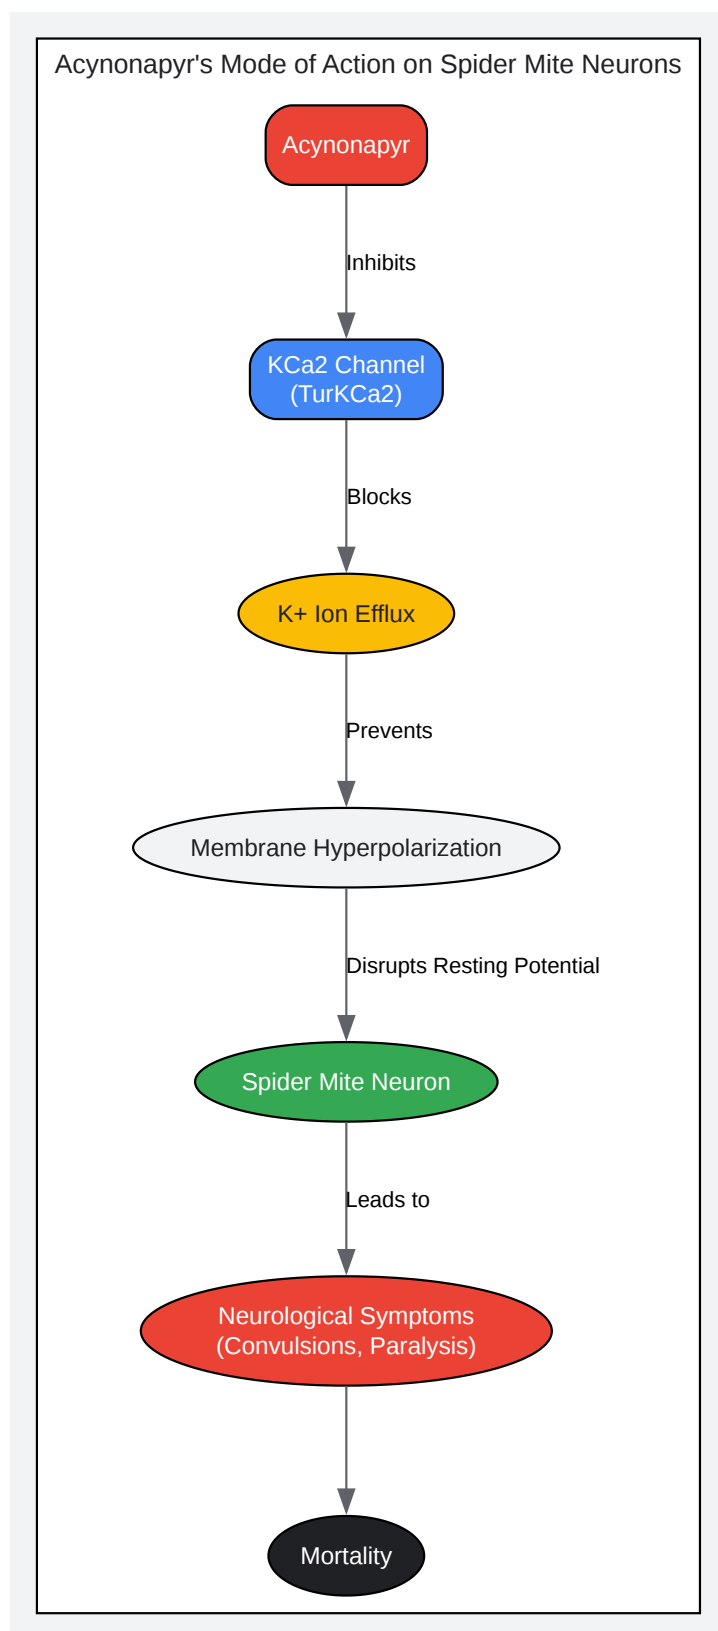 Acynonapyr's Mode of Action on Spider Mite Neurons
Acynonapyr
Inhibits
KCa2 Channel
(TurKCa2)
Blocks
K+ Ion Efflux
Prevents
Membrane Hyperpolarization
Disrupts Resting Potential
Spider Mite Neuron
Leads to
Neurological Symptoms
(Convulsions, Paralysis)
Mortality